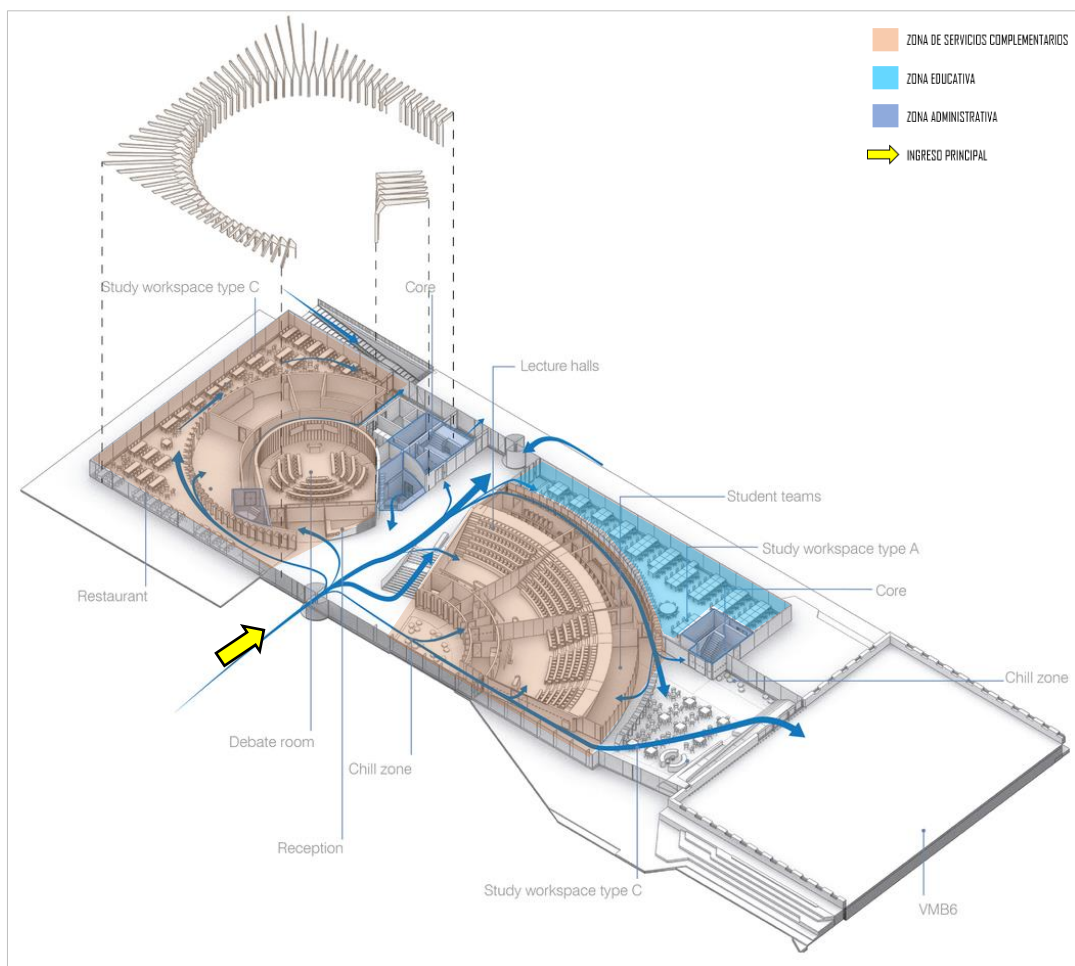 ZONA DE SERVICIOS COMPLEMENTARIOS
ZONA EDUCATIVA
ZONA ADMINISTRATIVA
INGRESO PRINCIPAL
Study workspace type C
Core
Lecture halls
Student teams
Study workspace type A
Core
Restaurant
Chill zone
Debate room
Chill zone
Reception
Study workspace type C
VMB6